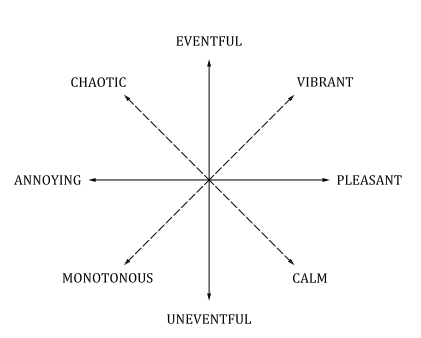 EVENTFUL
CHAOTIC
VIBRANT
ANNOYING
PLEASANT
MONOTONOUS
CALM
UNEVENTFUL